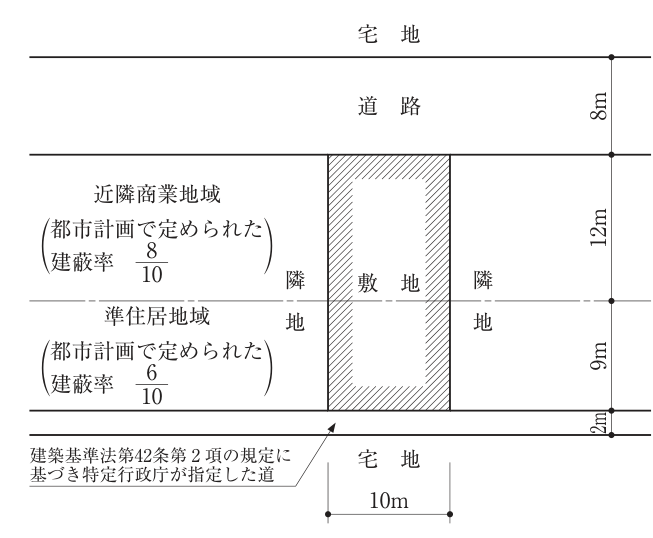 宅 地
道 路
8m
近隣商業地域
(都市計画で定められた
建蔽率 8/10)
12m
隣 敷 地 隣
地 地
準住居地域
(都市計画で定められた
建蔽率 6/10)
9m
2m
建築基準法第42条第2項の規定に
基づき特定行政庁が指定した道
宅 地
10m